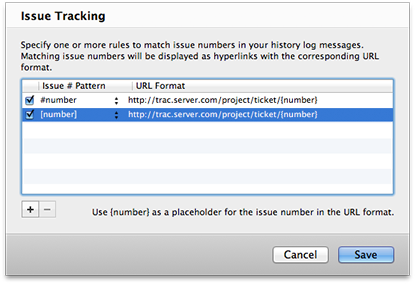 Issue Tracking
Specify one or more rules to match issue numbers in your history log messages.
Matching issue numbers will be displayed as hyperlinks with the corresponding URL
format.
Issue # Pattern URL Format
#number http://trac.server.com/project/ticket/{number}
[number] http://trac.server.com/project/ticket/{number}
+ −
Use {number} as a placeholder for the issue number in the URL format.
Cancel Save